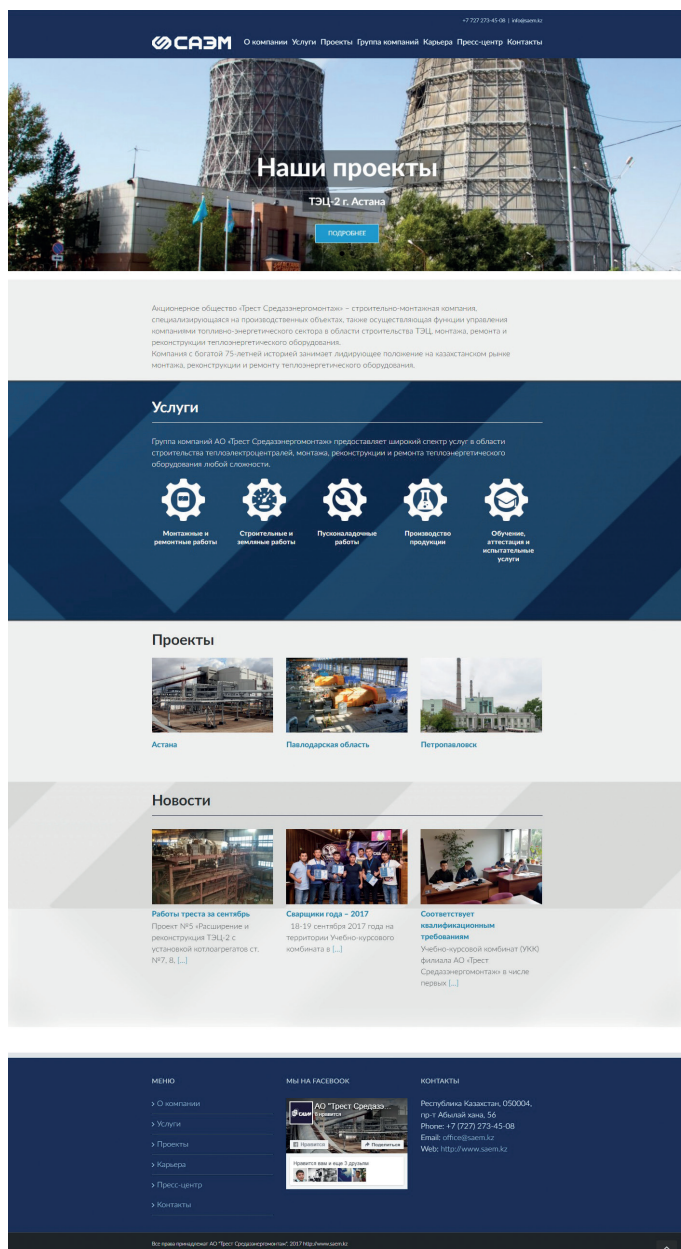 +7 727 273-45-08 | info@saem.kz
САЭМ
О компании Услуги Проекты Группа компаний Карьера Пресс-центр Контакты
Наши проекты
ТЭЦ-2 г. Астана
ПОДРОБНЕЕ
Акционерное общество «Трест Средазэнергомонтаж» – строительно-монтажная компания,
специализирующаяся на производственных объектах, также осуществляющая функции управления
компаниями топливно-энергетического сектора в области строительства ТЭЦ, монтажа, ремонта и
реконструкции теплоэнергетического оборудования.
Компания с богатой 75-летней историей занимает лидирующее положение на казахстанском рынке
монтажа, реконструкции и ремонту теплоэнергетического оборудования.
Услуги
Группа компаний АО «Трест Средазэнергомонтаж» предоставляет широкий спектр услуг в области
строительства теплоэлектроцентралей, монтажа, реконструкции и ремонта теплоэнергетического
оборудования любой сложности.
Монтажные и
ремонтные работы
Строительные и
земляные работы
Пусконаладочные
работы
Производство
продукции
Обучение,
аттестация и
испытательные
услуги
Проекты
Астана
Павлодарская область
Петропавловск
Новости
Работы треста за сентябрь
Проект №5 «Расширение и
реконструкция ТЭЦ-2 с
установкой котлоагрегатов ст.
№7, 8, [...]
Сварщики года – 2017
18-19 сентября 2017 года на
территории Учебно-курсового
комбината в [...]
Соответствует
квалификационным
требованиям
Учебно-курсовой комбинат (УКК)
филиала АО «Трест
Средазэнергомонтаж» в числе
первых [...]
МЕНЮ
› О компании
› Услуги
› Проекты
› Карьера
› Пресс-центр
› Контакты
МЫ НА FACEBOOK
АО "Трест Средазэ...
Нравится
Поделиться
Нравится вам и еще 3 друзьям
КОНТАКТЫ
Республика Казахстан, 050004,
пр-т Абылай хана, 56
Phone: +7 (727) 273-45-08
Email: office@saem.kz
Web: http://www.saem.kz
Все права принадлежат АО "Трест Средазэнергомонтаж", 2017 http://www.saem.kz